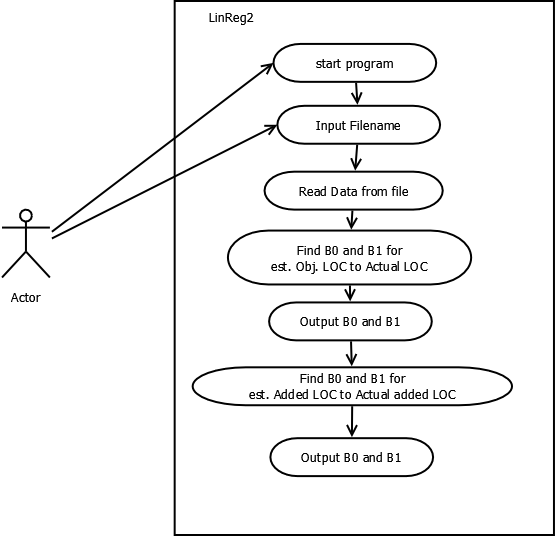 LinReg2
start program
Input Filename
Read Data from file
Find B0 and B1 for
est. Obj. LOC to Actual LOC
Actor
Output B0 and B1
Find B0 and B1 for
est. Added LOC to Actual added LOC
Output B0 and B1